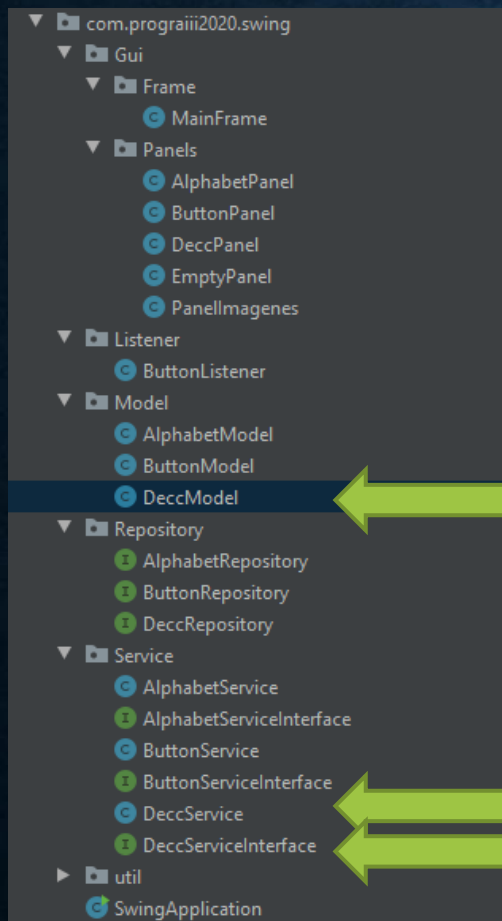 com.prograiii2020.swing
Gui
Frame
MainFrame
Panels
AlphabetPanel
ButtonPanel
DeccPanel
EmptyPanel
PanelImagenes
Listener
ButtonListener
Model
AlphabetModel
ButtonModel
DeccModel
Repository
AlphabetRepository
ButtonRepository
DeccRepository
Service
AlphabetService
AlphabetServiceInterface
ButtonService
ButtonServiceInterface
DeccService
DeccServiceInterface
util
SwingApplication